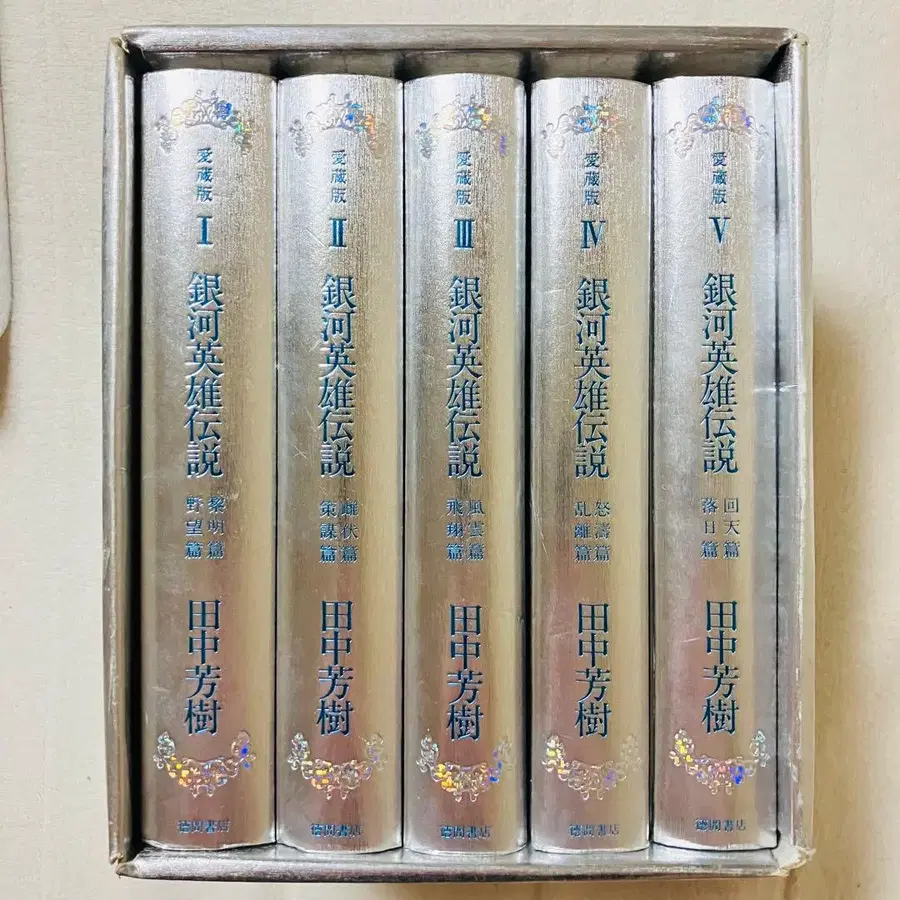 愛蔵版
I
銀河英雄伝説
黎明篇
野望篇
田中芳樹
徳間書店
愛蔵版
II
銀河英雄伝説
雌伏篇
策謀篇
田中芳樹
徳間書店
愛蔵版
III
銀河英雄伝説
風雲篇
飛翔篇
田中芳樹
徳間書店
愛蔵版
IV
銀河英雄伝説
怒濤篇
乱離篇
田中芳樹
徳間書店
愛蔵版
V
銀河英雄伝説
回天篇
落日篇
田中芳樹
徳間書店